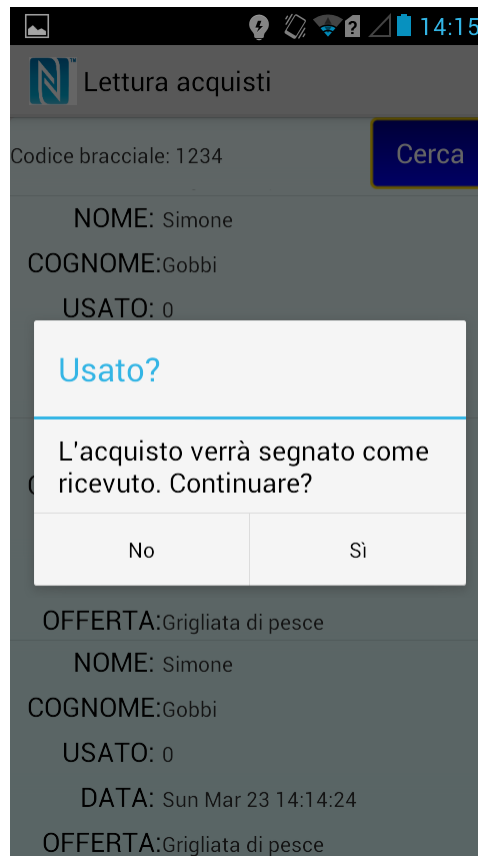 14:15
Lettura acquisti
Codice bracciale: 1234
Cerca
NOME: Simone
COGNOME:Gobbi
USATO: 0
Usato?
L'acquisto verrà segnato come
ricevuto. Continuare?
No
Sì
OFFERTA:Grigliata di pesce
NOME: Simone
COGNOME:Gobbi
USATO: 0
DATA: Sun Mar 23 14:14:24
OFFERTA:Grigliata di pesce